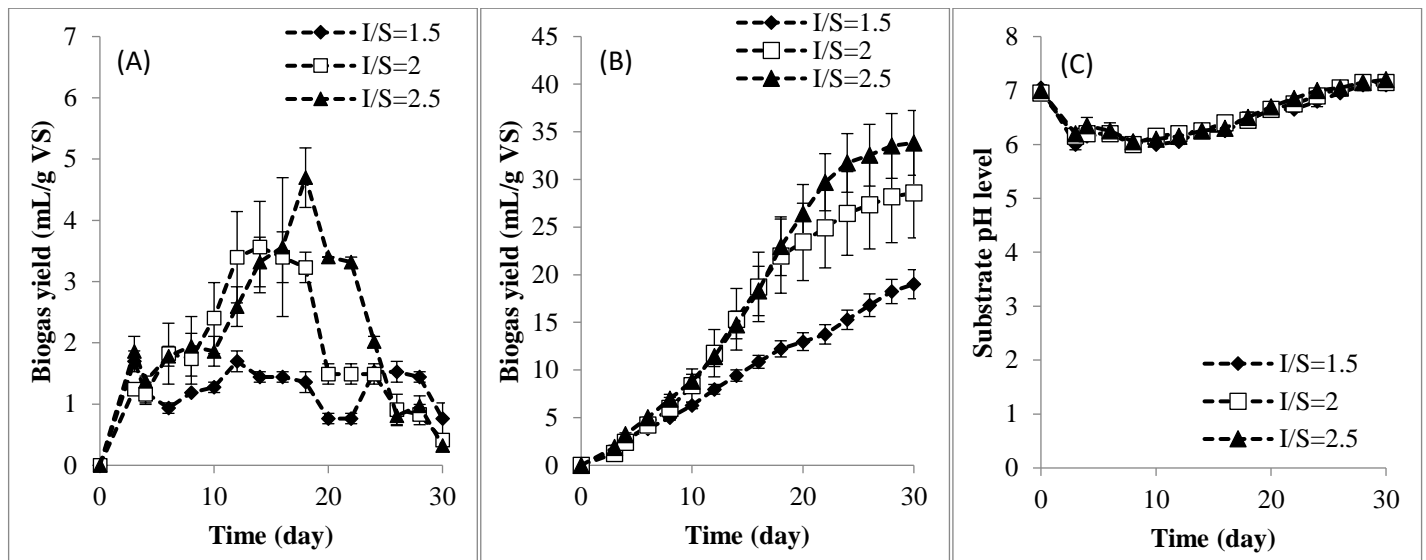 (A)
I/S=1.5
I/S=2
I/S=2.5
Biogas yield (mL/g VS)
7
6
5
4
3
2
1
0
0 10 20 30
Time (day)
(B)
I/S=1.5
I/S=2
I/S=2.5
Biogas yield (mL/g VS)
45
40
35
30
25
20
15
10
5
0
0 10 20 30
Time (day)
(C)
Substrate pH level
8
7
6
5
4
3
2
1
0
I/S=1.5
I/S=2
I/S=2.5
0 10 20 30
Time (day)